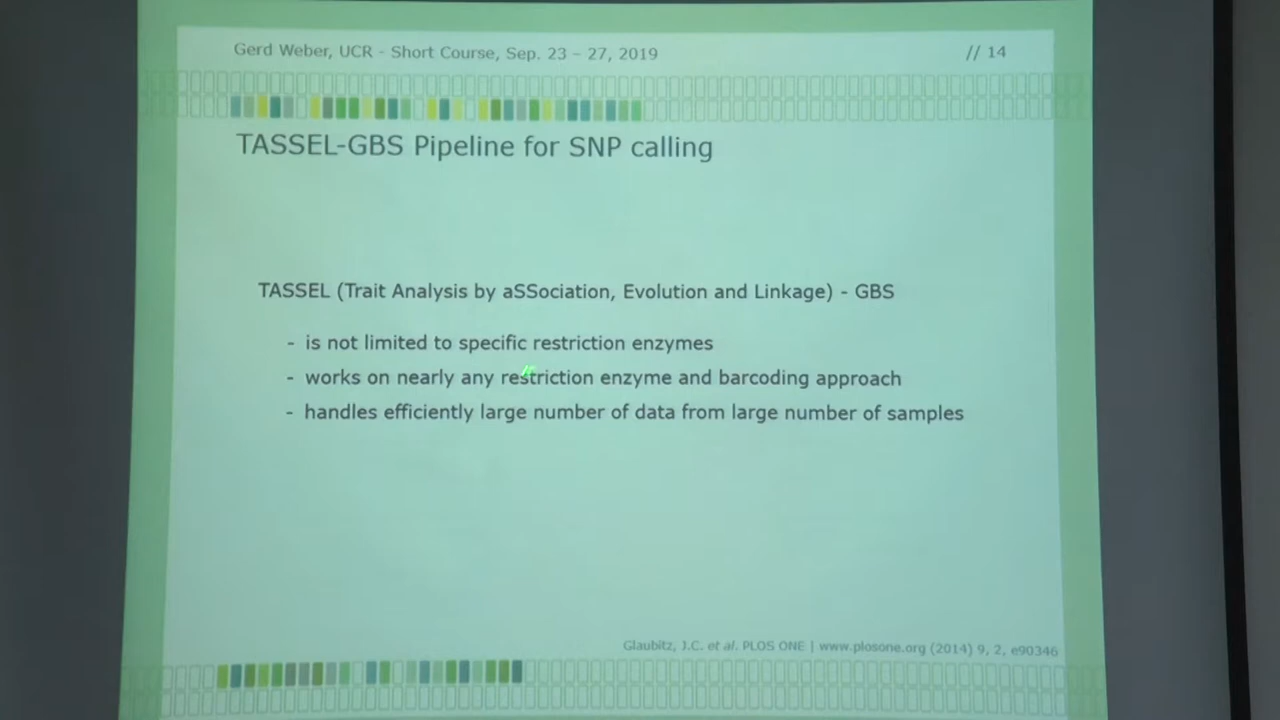 Gerd Weber, UCR - Short Course, Sep. 23 – 27, 2019
// 14
TASSEL-GBS Pipeline for SNP calling
TASSEL (Trait Analysis by aSSociation, Evolution and Linkage) - GBS
- is not limited to specific restriction enzymes
- works on nearly any restriction enzyme and barcoding approach
- handles efficiently large number of data from large number of samples
Glaubitz, J.C. et al. PLOS ONE | www.plosone.org (2014) 9, 2, e90346